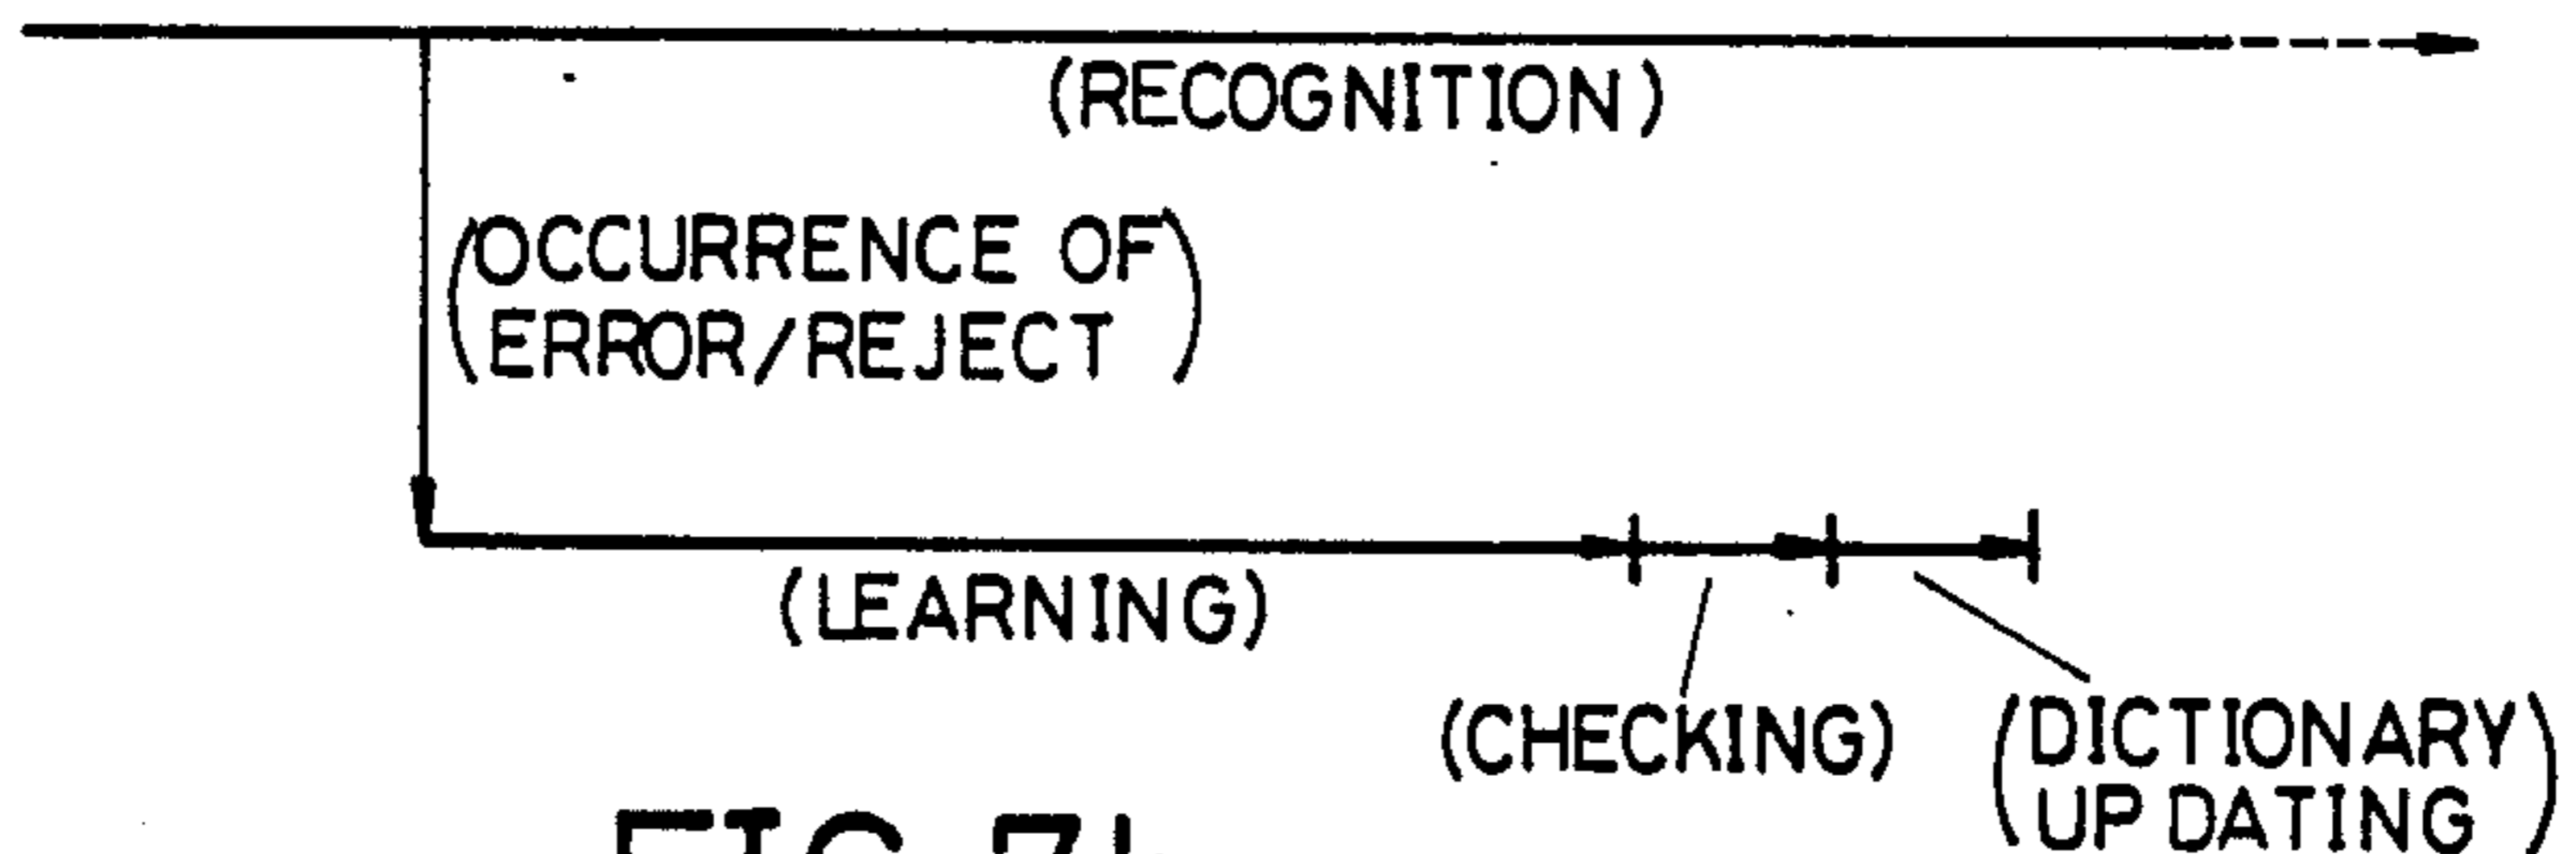 (RECOGNITION)
(OCCURRENCE OF
ERROR/REJECT)
(LEARNING)
(CHECKING)
(DICTIONARY
UP DATING)